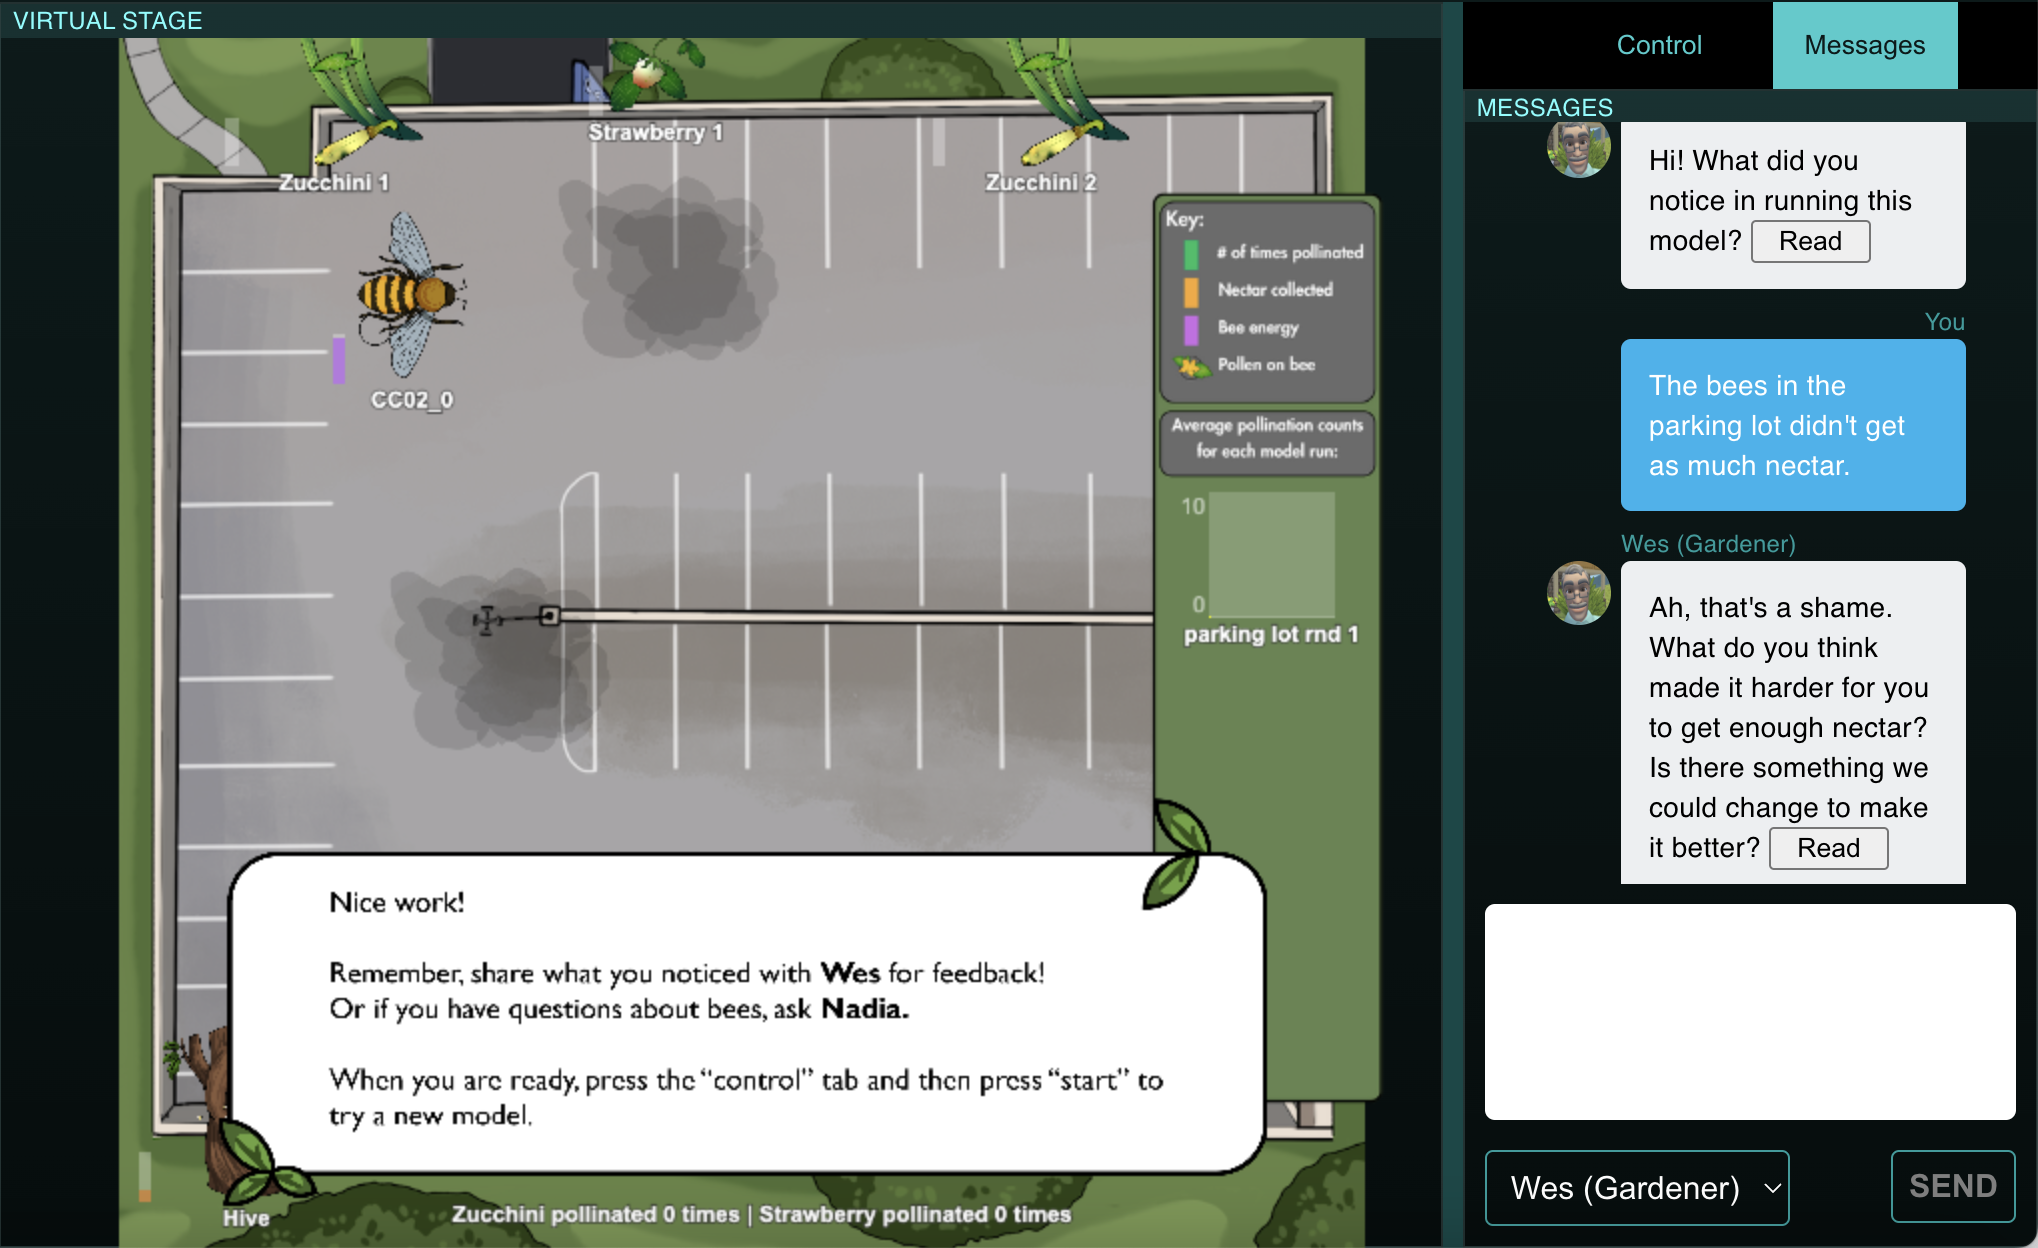 VIRTUAL STAGE
Strawberry 1
Zucchini 1
Zucchini 2
CC02_0
Key:
# of times pollinated
Nectar collected
Bee energy
Pollen on bee
Average pollination counts
for each model run:
10
0
parking lot rnd 1
Nice work!
Remember, share what you noticed with Wes for feedback!
Or if you have questions about bees, ask Nadia.
When you are ready, press the “control” tab and then press “start” to
try a new model.
Hive
Zucchini pollinated 0 times | Strawberry pollinated 0 times
Control
Messages
MESSAGES
Hi! What did you
notice in running this
model? Read
You
The bees in the
parking lot didn't get
as much nectar.
Wes (Gardener)
Ah, that's a shame.
What do you think
made it harder for you
to get enough nectar?
Is there something we
could change to make
it better? Read
Wes (Gardener)
SEND